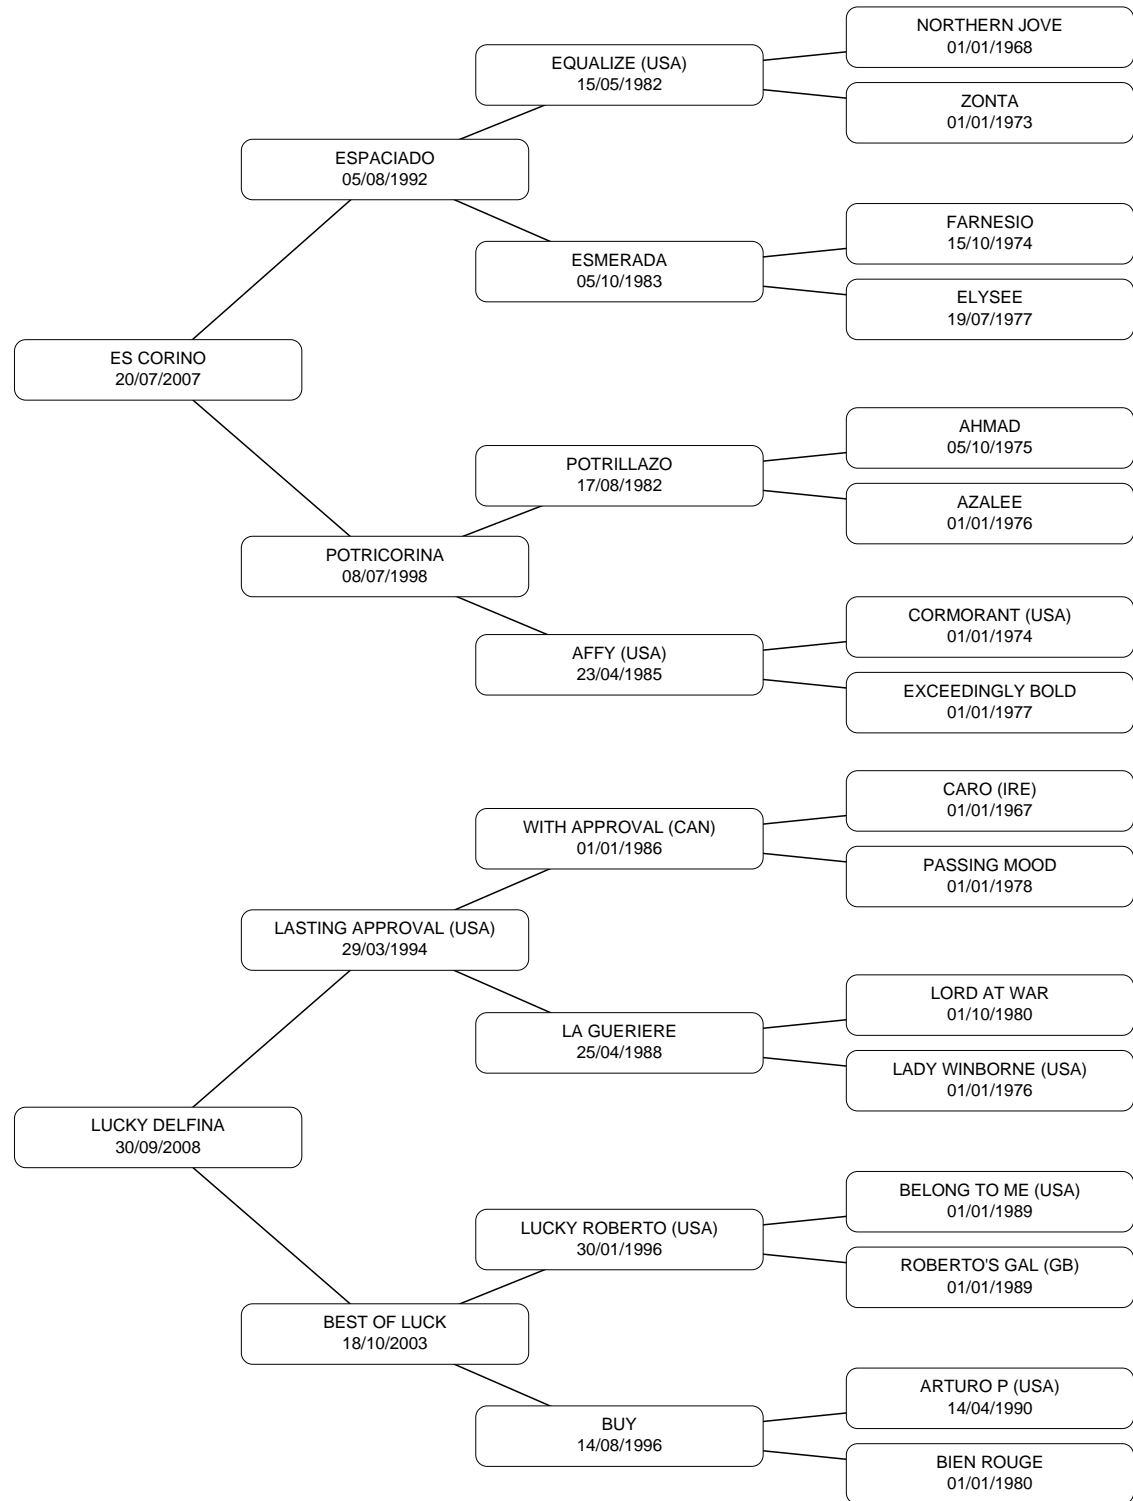 NORTHERN JOVE
01/01/1968
EQUALIZE (USA)
15/05/1982
ZONTA
01/01/1973
ESPACIADO
05/08/1992
FARNESIO
15/10/1974
ESMERADA
05/10/1983
ELYSEE
19/07/1977
ES CORINO
20/07/2007
AHMAD
05/10/1975
POTRILLAZO
17/08/1982
AZALEE
01/01/1976
POTRICORINA
08/07/1998
CORMORANT (USA)
01/01/1974
AFFY (USA)
23/04/1985
EXCEEDINGLY BOLD
01/01/1977
CARO (IRE)
01/01/1967
WITH APPROVAL (CAN)
01/01/1986
PASSING MOOD
01/01/1978
LASTING APPROVAL (USA)
29/03/1994
LORD AT WAR
01/10/1980
LA GUERIERE
25/04/1988
LADY WINBORNE (USA)
01/01/1976
LUCKY DELFINA
30/09/2008
BELONG TO ME (USA)
01/01/1989
LUCKY ROBERTO (USA)
30/01/1996
ROBERTO'S GAL (GB)
01/01/1989
BEST OF LUCK
18/10/2003
ARTURO P (USA)
14/04/1990
BUY
14/08/1996
BIEN ROUGE
01/01/1980